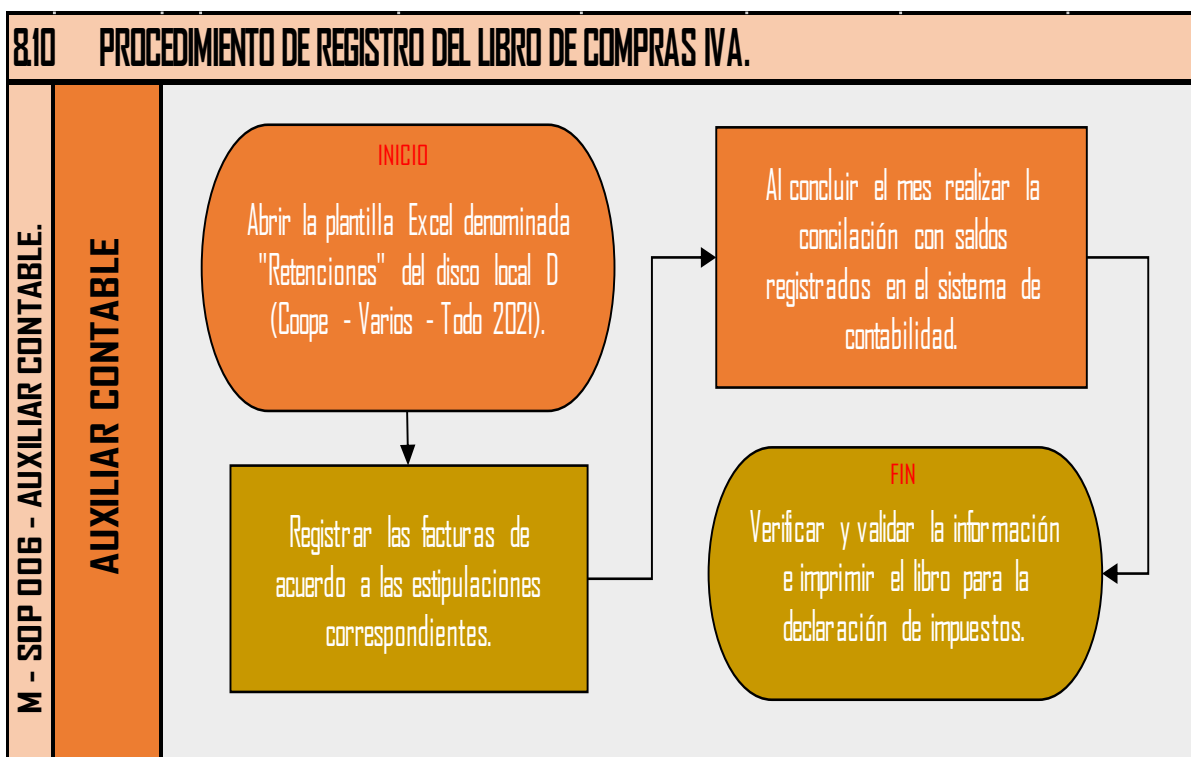 8.10 PROCEDIMIENTO DE REGISTRO DEL LIBRO DE COMPRAS IVA.
M - SOP 006 - AUXILIAR CONTABLE.
AUXILIAR CONTABLE
INICIO
Abrir la plantilla Excel denominada
"Retenciones" del disco local D
(Coope - Varios - Todo 2021).
Registrar las facturas de
acuerdo a las estipulaciones
correspondientes.
Al concluir el mes realizar la
concilación con saldos
registrados en el sistema de
contabilidad.
FIN
Verificar y validar la información
e imprimir el libro para la
declaración de impuestos.